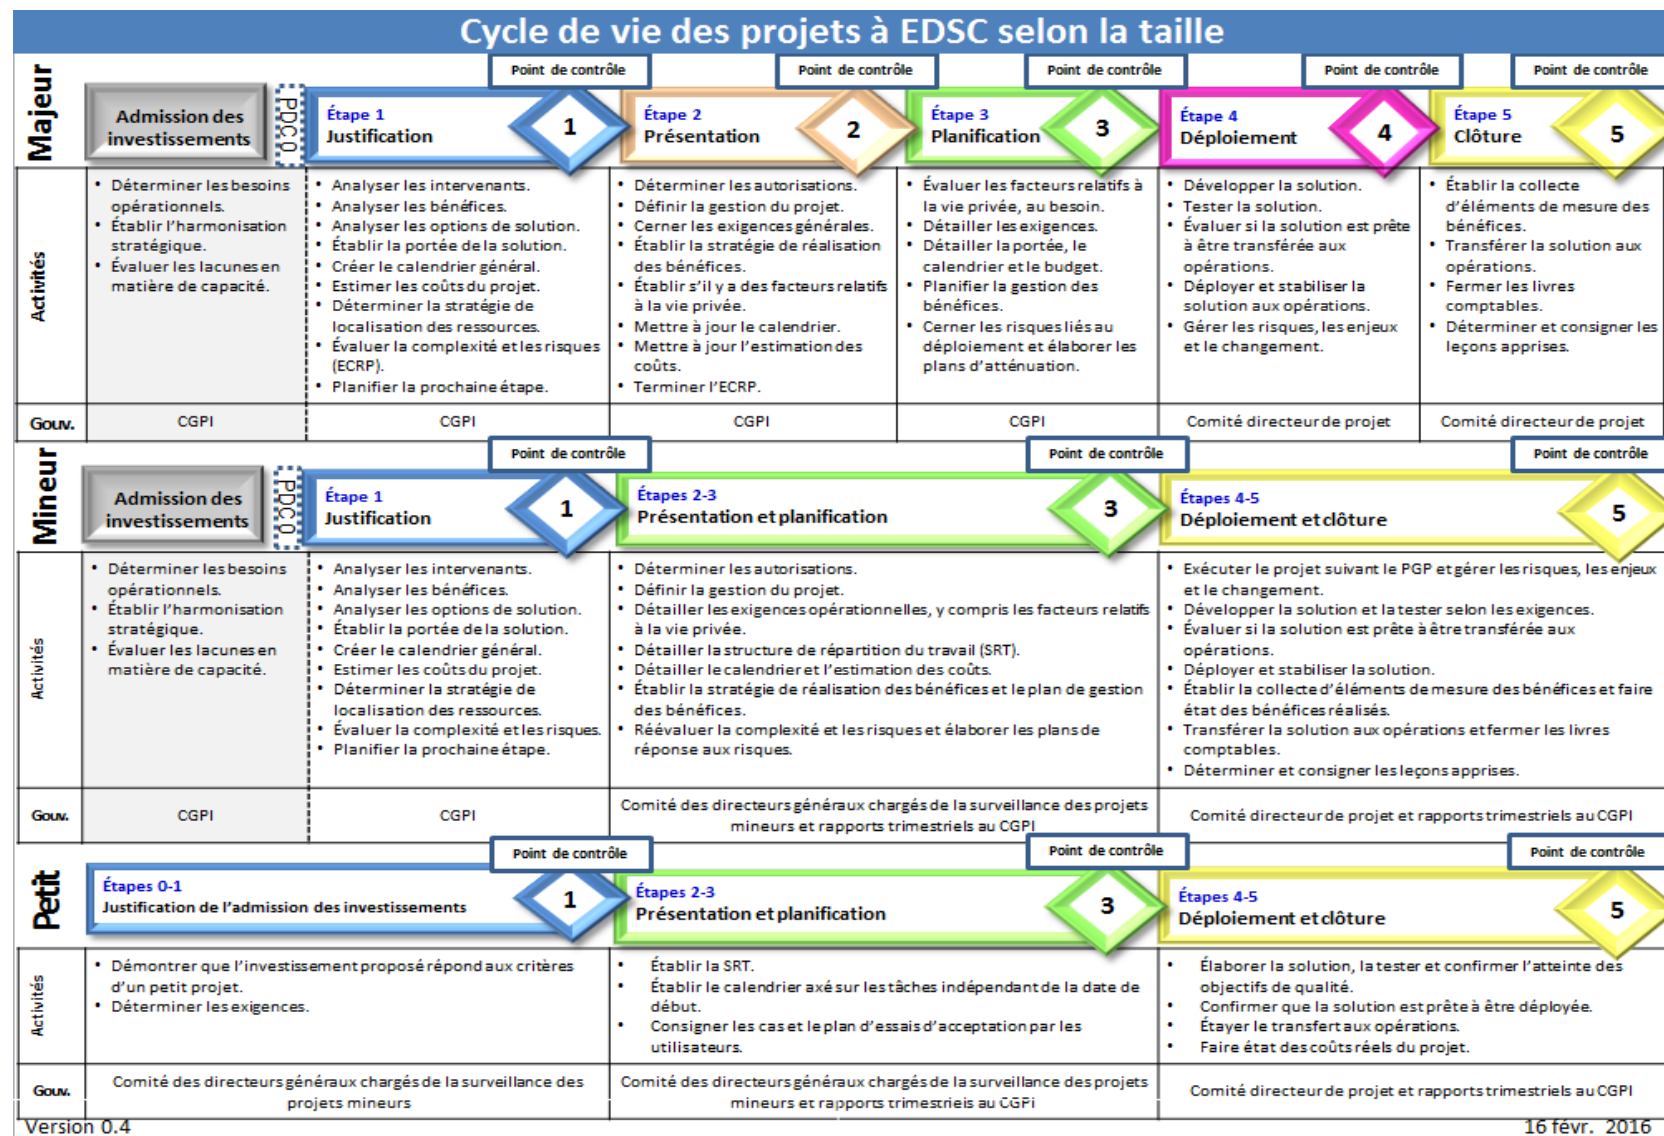 Cycle de vie des projets à EDSC selon la taille
Majeur
Point de contrôle
Point de contrôle
Point de contrôle
Point de contrôle
Point de contrôle
Admission des
investissements
PDC 0
Étape 1
Justification
1
Étape 2
Présentation
2
Étape 3
Planification
3
Étape 4
Déploiement
4
Étape 5
Clôture
5
Activités
• Déterminer les besoins
opérationnels.
• Établir l’harmonisation
stratégique.
• Évaluer les lacunes en
matière de capacité.
• Analyser les intervenants.
• Analyser les bénéfices.
• Analyser les options de solution.
• Établir la portée de la solution.
• Créer le calendrier général.
• Estimer les coûts du projet.
• Déterminer la stratégie de
localisation des ressources.
• Évaluer la complexité et les risques
(ECRP).
• Planifier la prochaine étape.
• Déterminer les autorisations.
• Définir la gestion du projet.
• Cerner les exigences générales.
• Établir la stratégie de réalisation
des bénéfices.
• Établir s’il y a des facteurs relatifs
à la vie privée.
• Mettre à jour le calendrier.
• Mettre à jour l’estimation des
coûts.
• Terminer l’ECRP.
• Évaluer les facteurs relatifs à
la vie privée, au besoin.
• Détailler les exigences.
• Détailler la portée, le
calendrier et le budget.
• Planifier la gestion des
bénéfices.
• Cerner les risques liés au
déploiement et élaborer les
plans d’atténuation.
• Développer la solution.
• Tester la solution.
• Évaluer si la solution est prête
à être transférée aux
opérations.
• Déployer et stabiliser la
solution aux opérations.
• Gérer les risques, les enjeux
et le changement.
• Établir la collecte
d’éléments de mesure des
bénéfices.
• Transférer la solution aux
opérations.
• Fermer les livres
comptables.
• Déterminer et consigner les
leçons apprises.
Gouv.
CGPI
CGPI
CGPI
CGPI
Comité directeur de projet
Comité directeur de projet
Mineur
Point de contrôle
Point de contrôle
Point de contrôle
Admission des
investissements
PDC 0
Étape 1
Justification
1
Étapes 2-3
Présentation et planification
3
Étapes 4-5
Déploiement et clôture
5
Activités
• Déterminer les besoins
opérationnels.
• Établir l’harmonisation
stratégique.
• Évaluer les lacunes en
matière de capacité.
• Analyser les intervenants.
• Analyser les bénéfices.
• Analyser les options de solution.
• Établir la portée de la solution.
• Créer le calendrier général.
• Estimer les coûts du projet.
• Déterminer la stratégie de
localisation des ressources.
• Évaluer la complexité et les risques.
• Planifier la prochaine étape.
• Déterminer les autorisations.
• Définir la gestion du projet.
• Détailler les exigences opérationnelles, y compris les facteurs relatifs
à la vie privée.
• Détailler la structure de répartition du travail (SRT).
• Détailler le calendrier et l’estimation des coûts.
• Établir la stratégie de réalisation des bénéfices et le plan de gestion
des bénéfices.
• Réévaluer la complexité et les risques et élaborer les plans de
réponse aux risques.
• Exécuter le projet suivant le PGP et gérer les risques, les enjeux
et le changement.
• Développer la solution et la tester selon les exigences.
• Évaluer si la solution est prête à être transférée aux
opérations.
• Déployer et stabiliser la solution.
• Établir la collecte d’éléments de mesure des bénéfices et faire
état des bénéfices réalisés.
• Transférer la solution aux opérations et fermer les livres
comptables.
• Déterminer et consigner les leçons apprises.
Gouv.
CGPI
CGPI
Comité des directeurs généraux chargés de la surveillance des projets
mineurs et rapports trimestriels au CGPI
Comité directeur de projet et rapports trimestriels au CGPI
Petit
Point de contrôle
Point de contrôle
Point de contrôle
Étapes 0-1
Justification de l’admission des investissements
1
Étapes 2-3
Présentation et planification
3
Étapes 4-5
Déploiement et clôture
5
Activités
• Démontrer que l’investissement proposé répond aux critères
d’un petit projet.
• Déterminer les exigences.
• Établir la SRT.
• Établir le calendrier axé sur les tâches indépendant de la date de
début.
• Consigner les cas et le plan d’essais d’acceptation par les
utilisateurs.
• Élaborer la solution, la tester et confirmer l’atteinte des
objectifs de qualité.
• Confirmer que la solution est prête à être déployée.
• Étayer le transfert aux opérations.
• Faire état des coûts réels du projet.
Gouv.
Comité des directeurs généraux chargés de la surveillance des
projets mineurs
Comité des directeurs généraux chargés de la surveillance des projets
mineurs et rapports trimestriels au CGPI
Comité directeur de projet et rapports trimestriels au CGPI
Version 0.4
16 févr. 2016